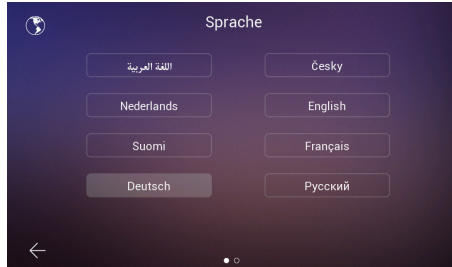 Sprache
اللغة العربية
Česky
Nederlands
English
Suomi
Français
Deutsch
Русский